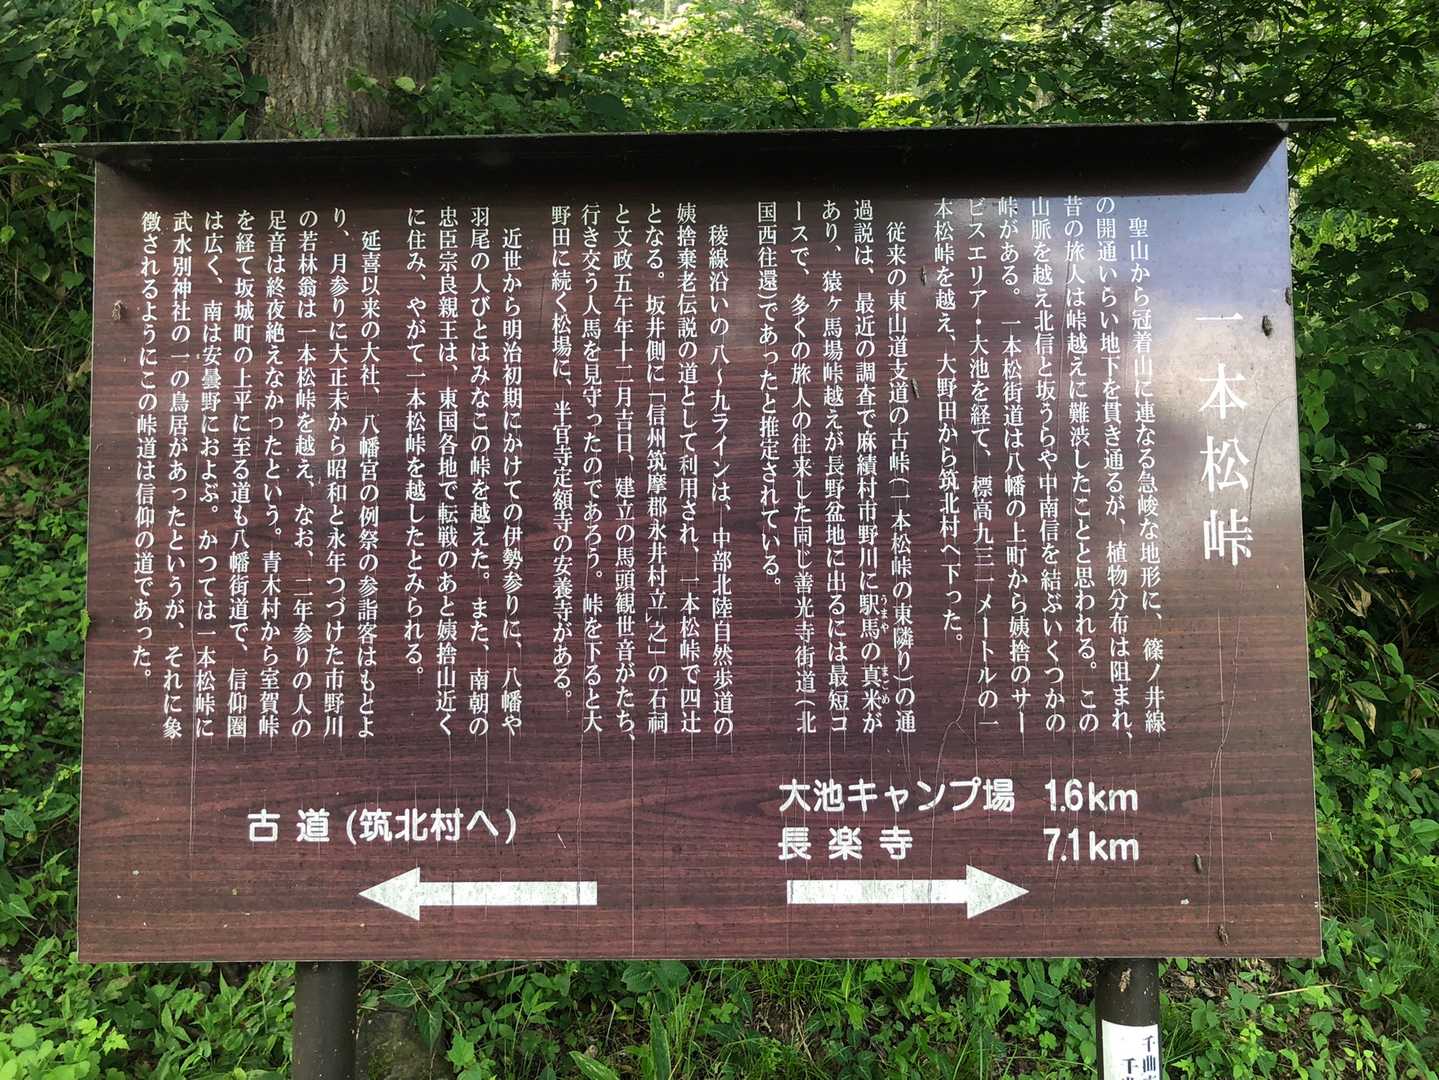 一本松峠
聖山から冠着山に連なる急峻な地形に、篠ノ井線
の開通いらい地下を貫き通るが、植物分布は阻まれ、
昔の旅人は峠越えに難渋したことと思われる。この
山脈を越え北信と坂うらや中南信を結ぶいくつかの
峠がある。一本松街道は八幡の上町から姨捨のサー
ビスエリア・大池を経て、標高九三一メートルの一
本松峠を越え、大野田から筑北村へ下った。
従来の東山道支道の古峠(一本松峠の東隣り)の通
過説は、最近の調査で麻績村市野川に駅馬の真米が
うまや まごめ
あり、猿ヶ馬場峠越えが長野盆地に出るには最短コ
ースで、多くの旅人の往来した同じ善光寺街道(北
国西往還)であったと推定されている。
稜線沿いの八〜九ラインは、中部北陸自然歩道の
姨捨棄老伝説の道として利用され、一本松峠で四辻
となる。坂井側に「信州筑摩郡永井村立之」の石祠
と文政五午年十二月吉日、建立の馬頭観世音がたち、
行き交う人馬を見守ったのであろう。峠を下ると大
野田に続く松場に、半官寺定額寺の安養寺がある。
近世から明治初期にかけての伊勢参りに、八幡や
羽尾の人びとはみなこの峠を越えた。また、南朝の
忠臣宗良親王は、東国各地で転戦のあと姨捨山近く
に住み、やがて一本松峠を越したとみられる。
延喜以来の大社、八幡宮の例祭の参詣客はもとよ
り、月参りに大正末から昭和と永年つづけた市野川
の若林翁は一本松峠を越え、なお、二年参りの人の
足音は終夜絶えなかったという。青木村から室賀峠
を経て坂城町の上平に至る道も八幡街道で、信仰圏
は広く、南は安曇野におよぶ。かつては一本松峠に
武水別神社の一の鳥居があったというが、それに象
徴されるようにこの峠道は信仰の道であった。
大池キャンプ場 1.6km
長楽寺 7.1km
古道(筑北村へ)
千曲
千